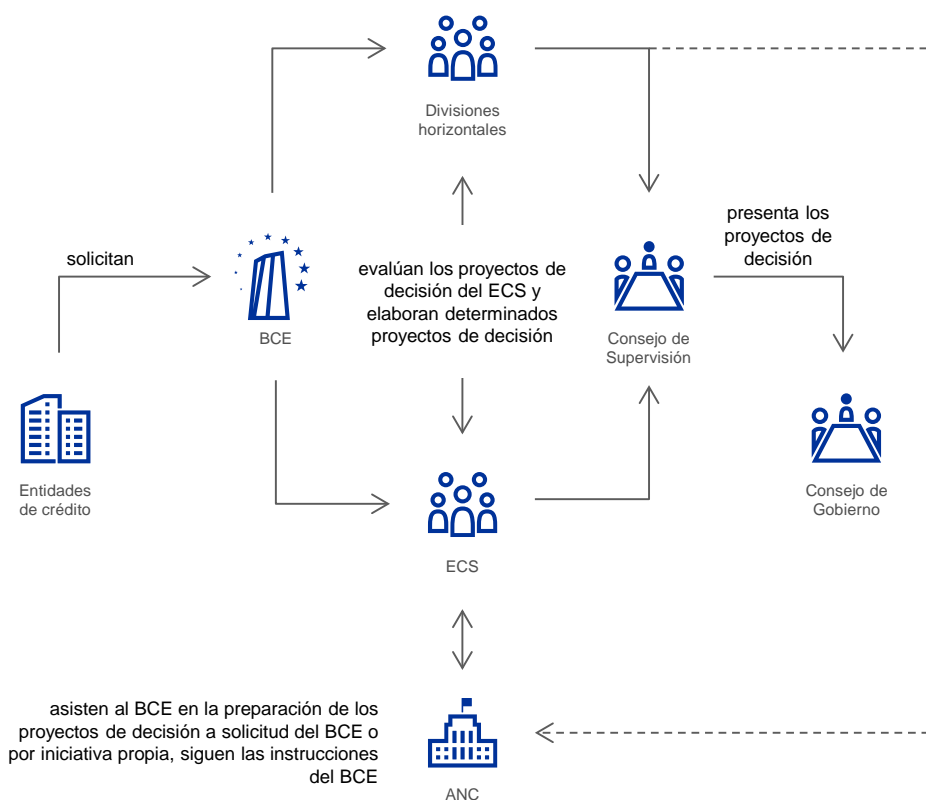 Divisiones
horizontales
solicitan
BCE
evalúan los proyectos de
decisión del ECS y
elaboran determinados
proyectos de decisión
Consejo de
Supervisión
presenta los
proyectos de
decisión
Entidades
de crédito
Consejo de
Gobierno
ECS
asisten al BCE en la preparación de los
proyectos de decisión a solicitud del BCE o
por iniciativa propia, siguen las instrucciones
del BCE
ANC